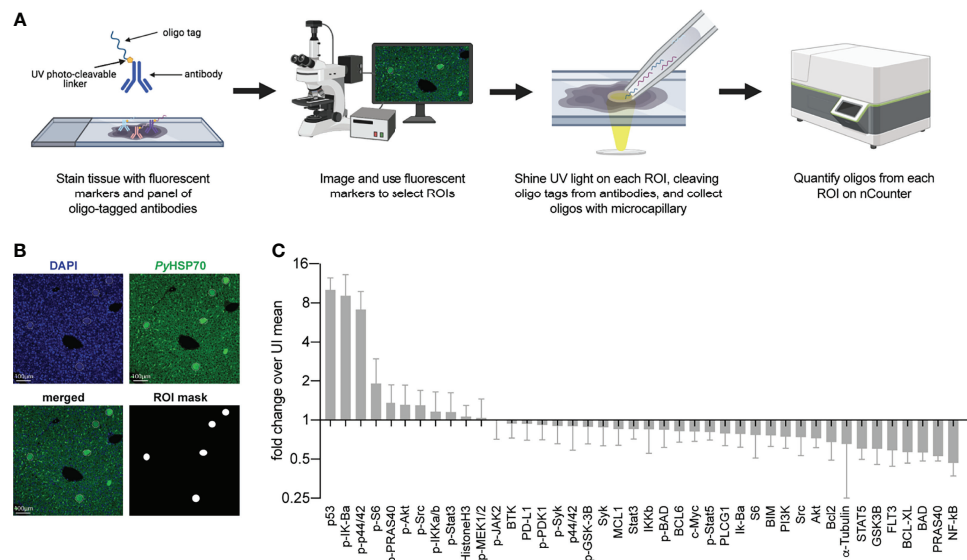 A
oligo tag
UV photo-cleavable
linker
antibody
Stain tissue with fluorescent
markers and panel of
oligo-tagged antibodies
Image and use fluorescent
markers to select ROIs
Shine UV light on each ROI, cleaving
oligo tags from antibodies, and collect
oligos with microcapillary
Quantify oligos from each
ROI on nCounter
B
DAPI
PyHSP70
400µm
merged
ROI mask
400µm
C
fold change over UI mean
16
8
4
2
1
0.5
0.25
p53
p-IK-Ba
p-p44/42
p-S6
p-PRAS40
p-Akt
p-Src
p-IKKa/b
p-Stat3
HistoneH3
p-MEK1/2
p-JAK2
BTK
PD-L1
p-PDK1
p-Syk
p44/42
p-GSK-3B
Syk
MCL1
Stat3
IKKb
p-BAD
BCL6
c-Myc
p-Stat5
PLCG1
Ik-Ba
S6
BIM
PI3K
Src
Akt
Bcl2
α-Tubulin
STAT5
GSK3B
FLT3
BCL-XL
BAD
PRAS40
NF-kB